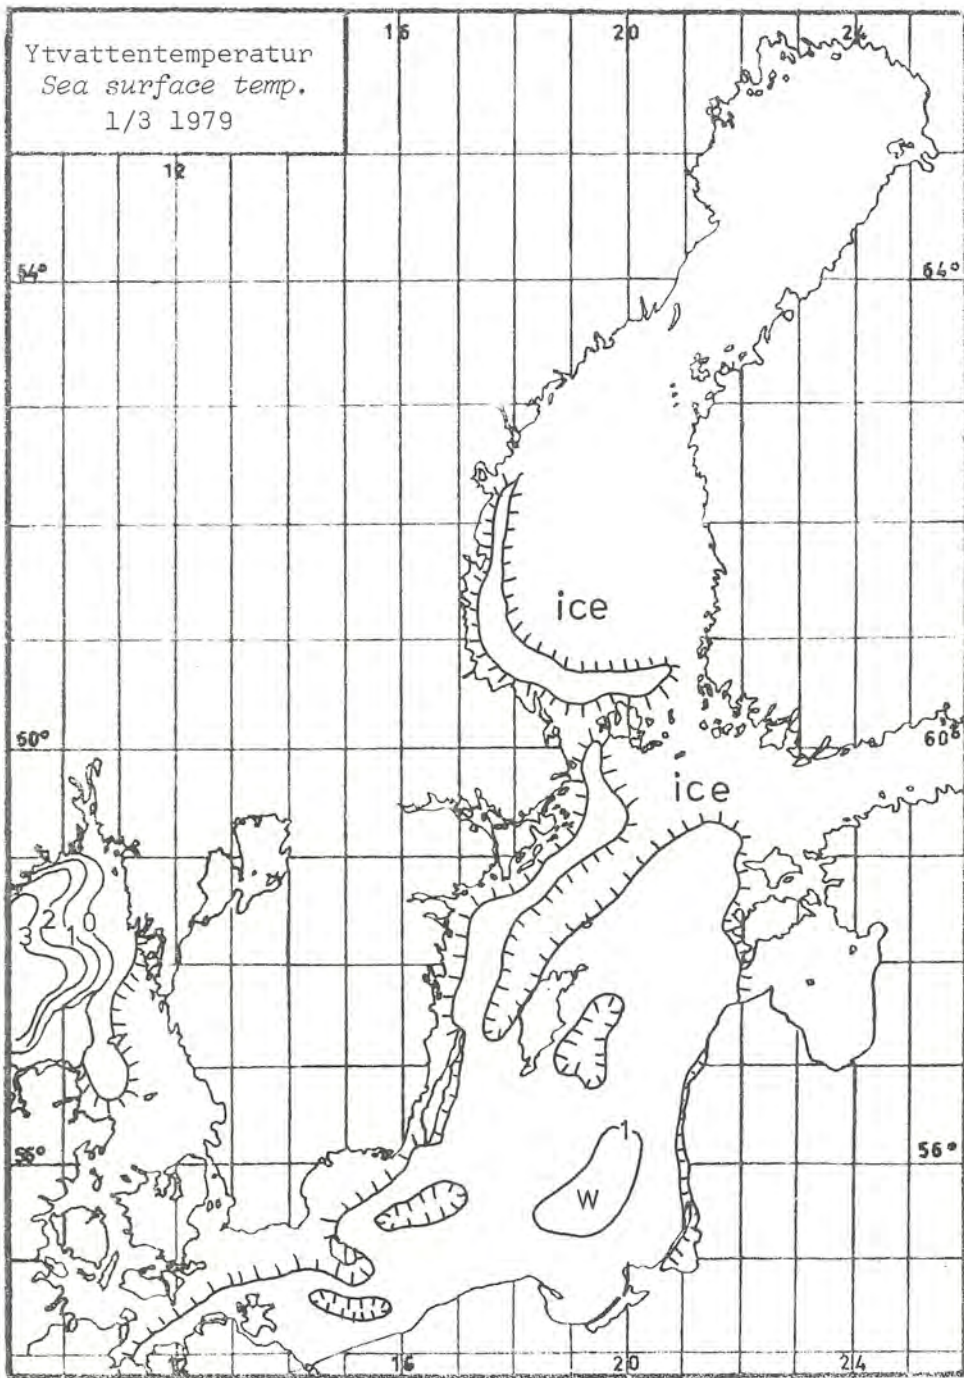 Ytvattentemperatur
Sea surface temp.
1/3 1979
16 20 24
12
64° 64°
ice
60° 60°
ice
3 2 1 0
1
56° 56°
W
12 16 20 24